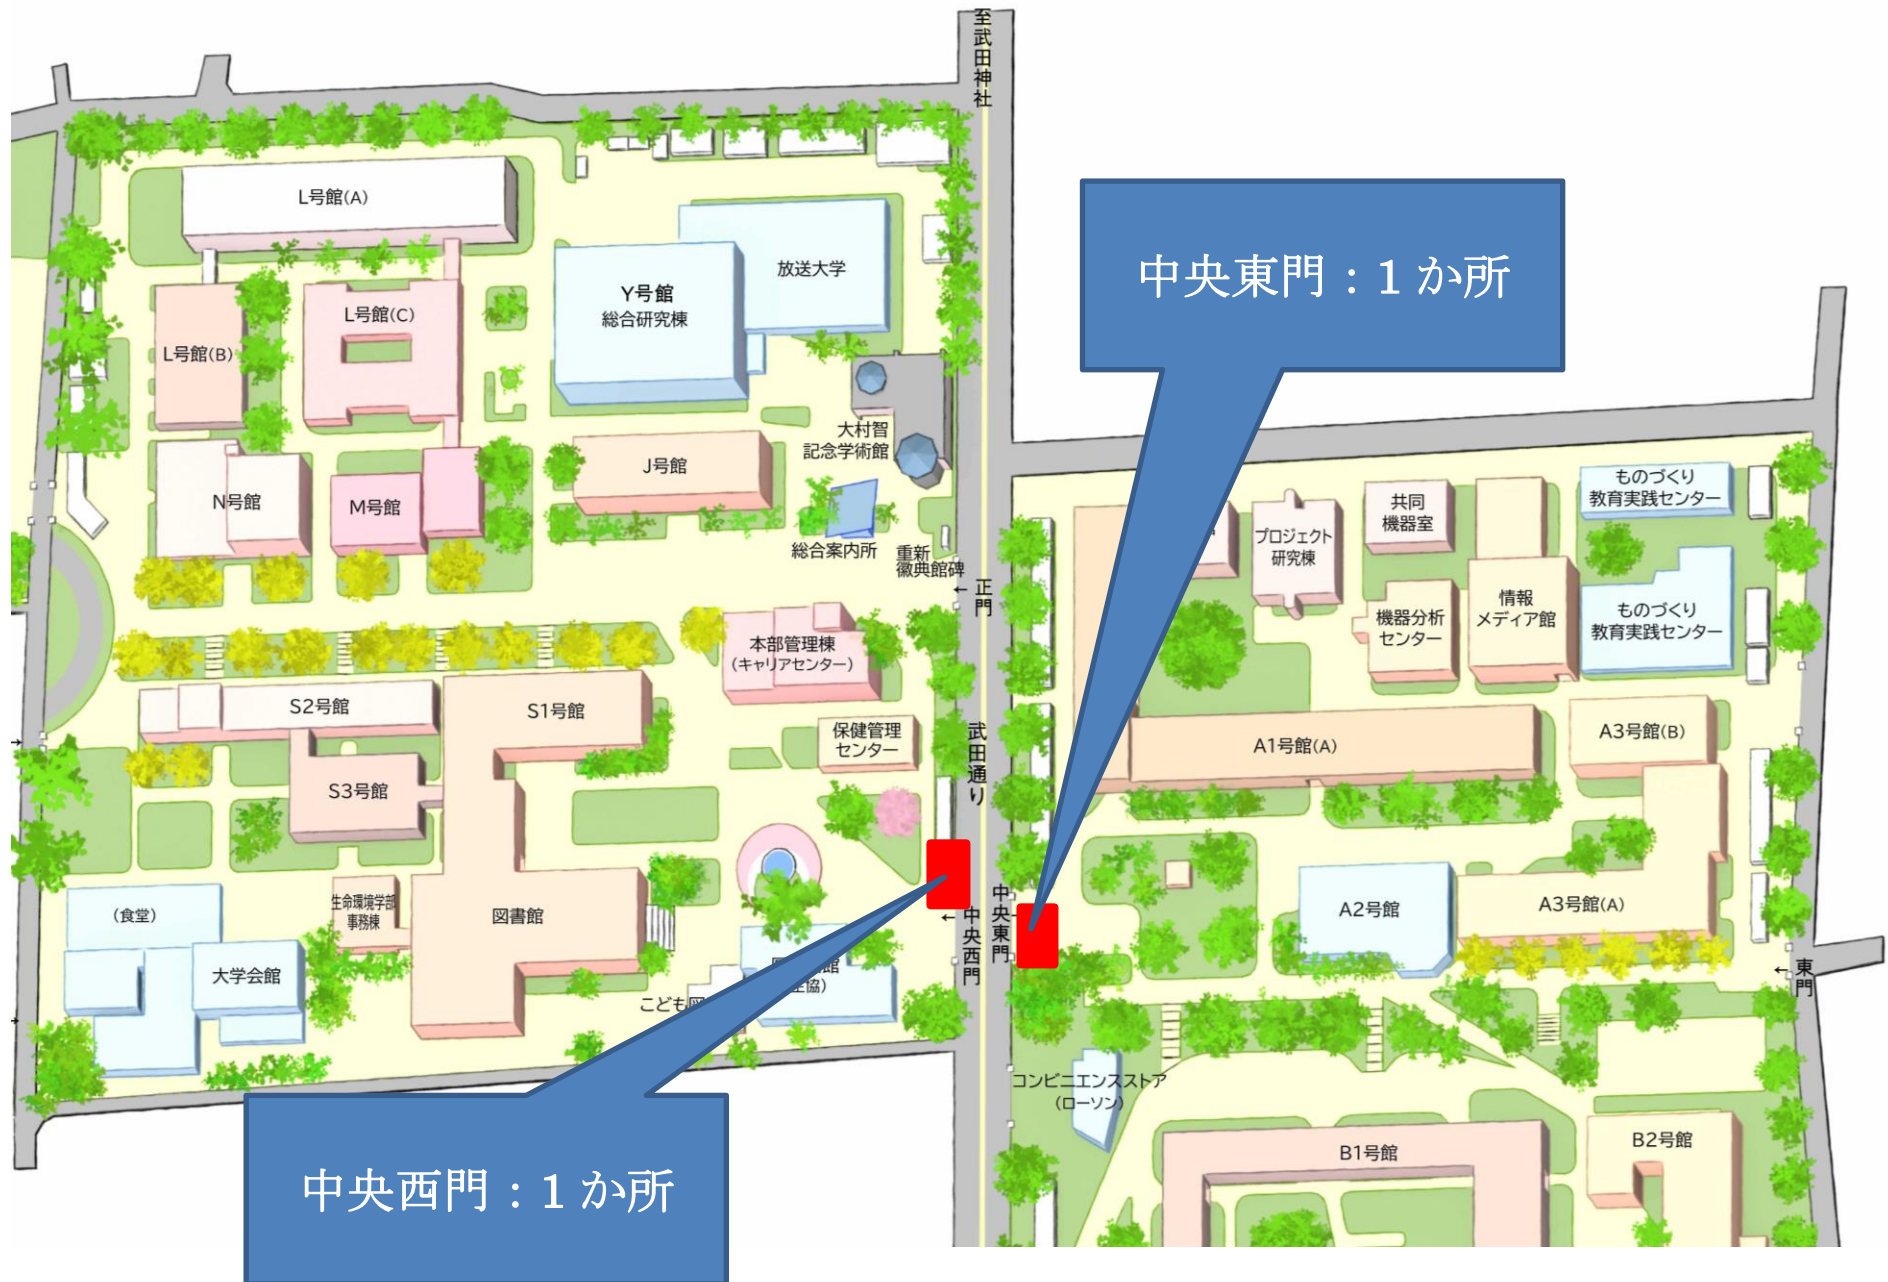 至武田神社
L号館(A)
放送大学
Y号館
総合研究棟
L号館(C)
L号館(B)
中央東門：1か所
大村智
記念学術館
J号館
N号館
M号館
総合案内所
重新
徽典館碑
←正門
プロジェクト
研究棟
共同
機器室
ものづくり
教育実践センター
機器分析
センター
情報
メディア館
ものづくり
教育実践センター
本部管理棟
(キャリアセンター)
S2号館
S1号館
保健管理
センター
武田通り
A1号館(A)
A3号館(B)
S3号館
(食堂)
生命環境学部
事務棟
図書館
大学会館
館
協)
こども図
←中央西門
中央東門
A2号館
A3号館(A)
←東門
コンビニエンスストア
(ローソン)
B1号館
B2号館
中央西門：1か所